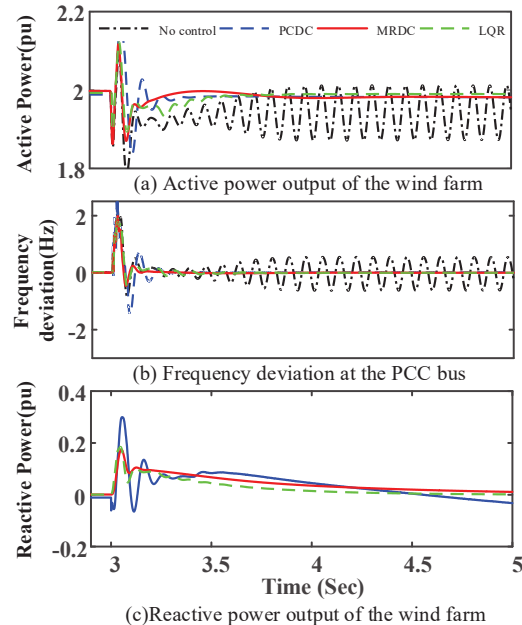 2.2
No control PCDC MRDC LQR
2
1.8
Active Power(pu)
(a) Active power output of the wind farm
2
0
-2
Frequency
deviation(Hz)
(b) Frequency deviation at the PCC bus
0.4
0.2
0
-0.2
Reactive Power(pu)
3 3.5 4 4.5 5
Time (Sec)
(c)Reactive power output of the wind farm